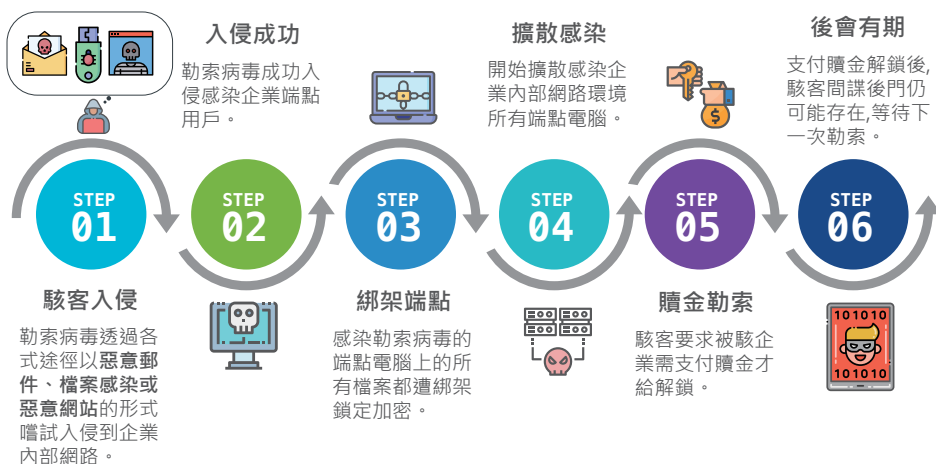 STEP
01
駭客入侵
勒索病毒透過各
式途徑以惡意郵
件、檔案感染或
惡意網站的形式
嚐試入侵到企業
內部網路。
入侵成功
勒索病毒成功入
侵感染企業端點
用戶。
STEP
02
STEP
03
綁架端點
感染勒索病毒的
端點電腦上的所
有檔案都遭綁架
鎖定加密。
擴散感染
開始擴散感染企
業內部網路環境
所有端點電腦。
STEP
04
$
STEP
05
贖金勒索
駭客要求被駭企
業需支付贖金才
給解鎖。
後會有期
支付贖金解鎖後,
駭客間諜後門仍
可能存在,等待下
一次勒索。
STEP
06
101010
101010